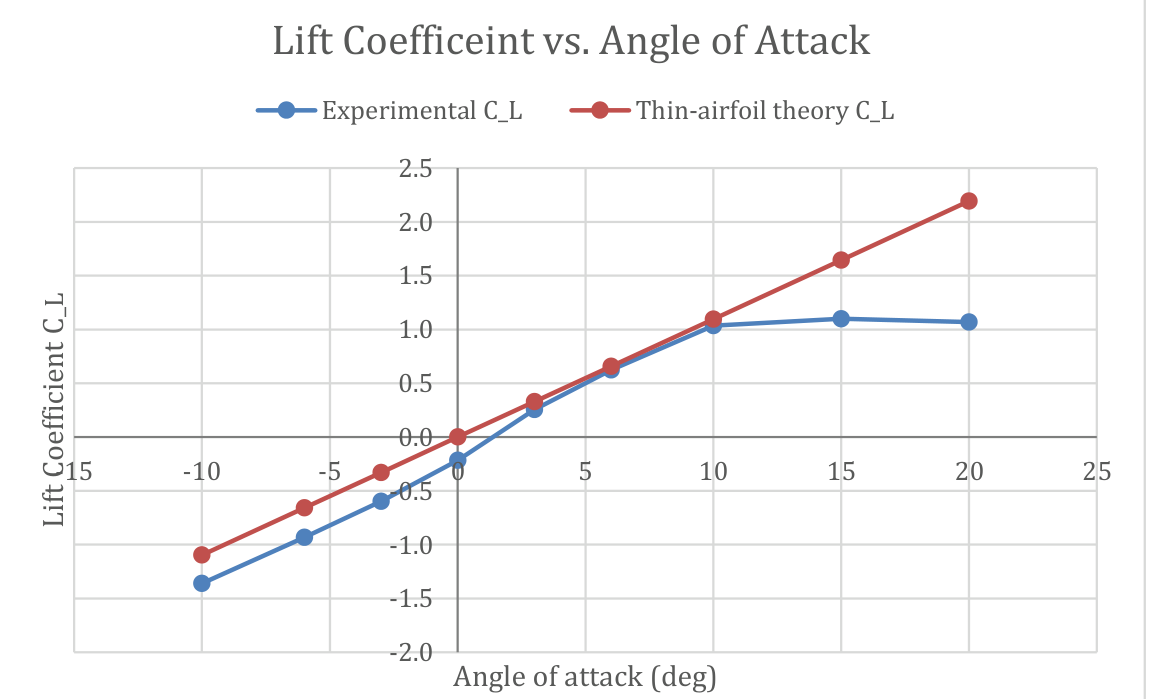 Lift Coefficeint vs. Angle of Attack
Experimental C_L Thin-airfoil theory C_L
2.5
2.0
1.5
1.0
0.5
0.0
-0.5
-1.0
-1.5
-2.0
15 -10 -5 0 5 10 15 20 25
Lift Coefficient C_L
Angle of attack (deg)